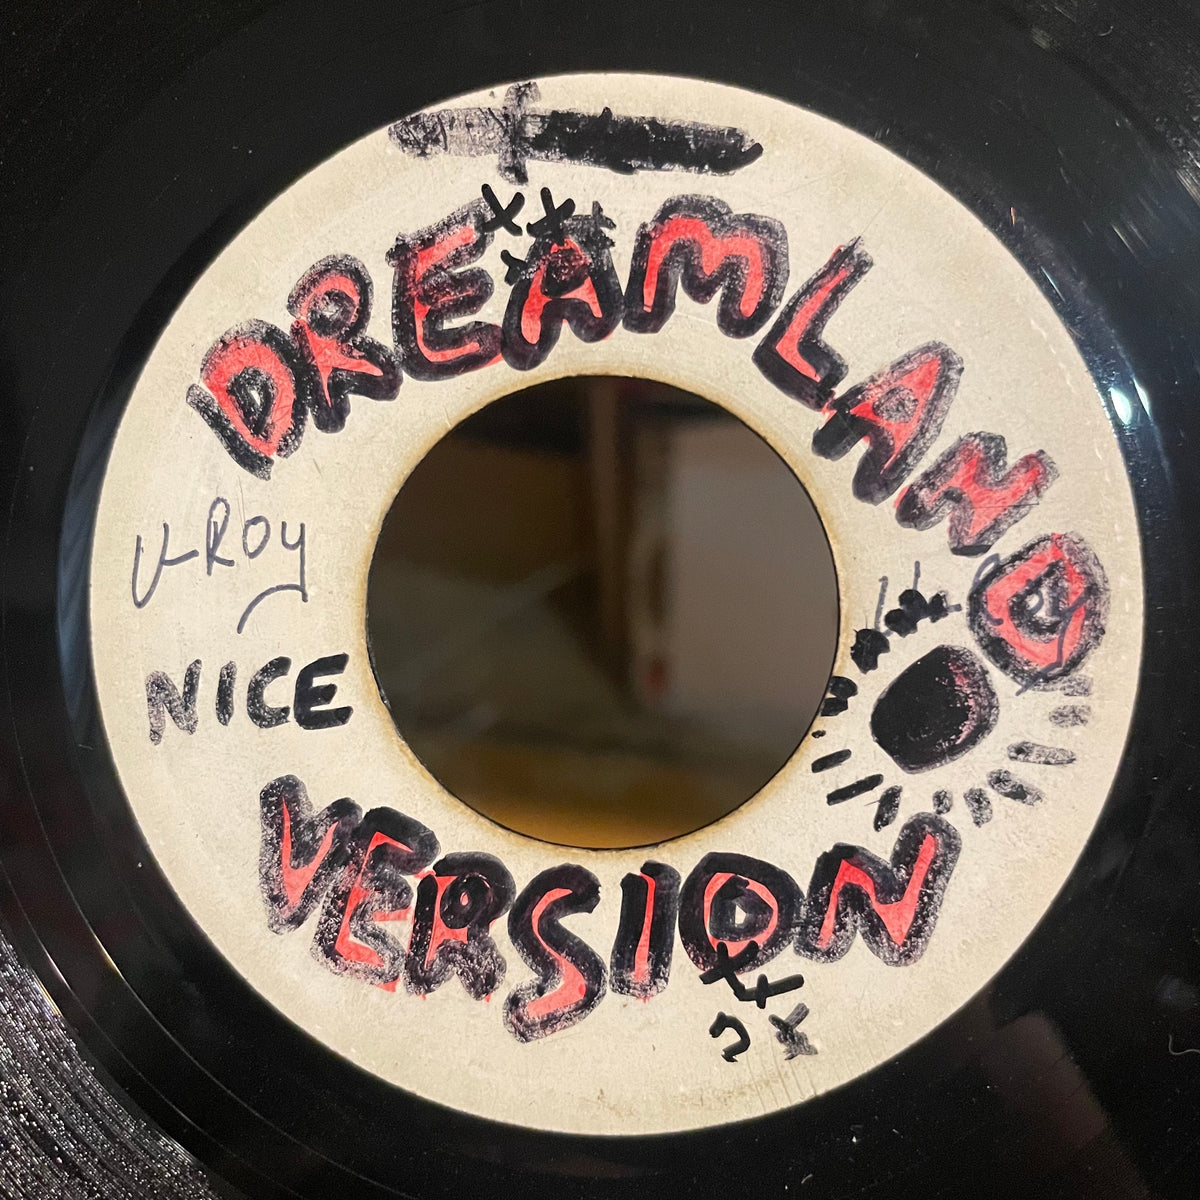 DREAMLAND
U-ROY
NICE
VERSION